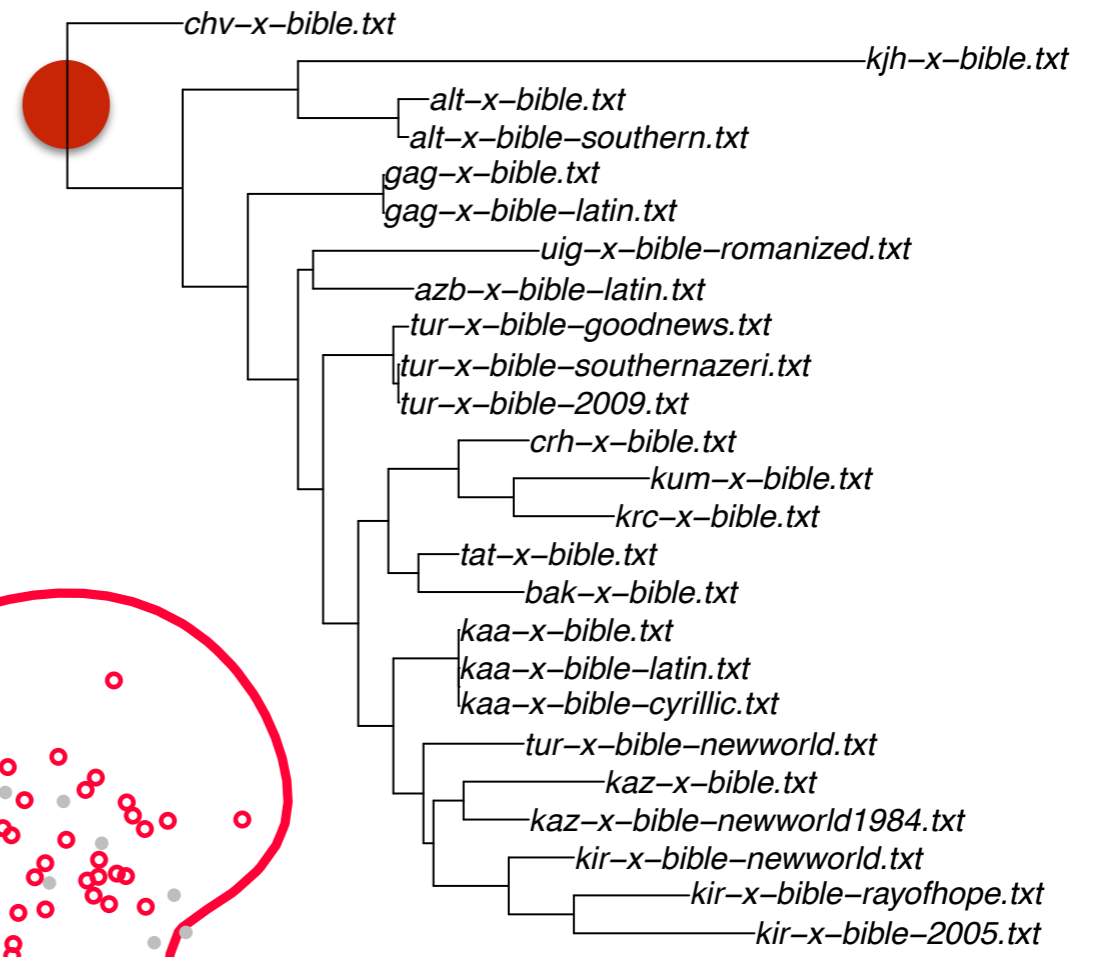 chv−x−bible.txt
kjh−x−bible.txt
alt−x−bible.txt
alt−x−bible−southern.txt
gag−x−bible.txt
gag−x−bible−latin.txt
uig−x−bible−romanized.txt
azb−x−bible−latin.txt
tur−x−bible−goodnews.txt
tur−x−bible−southernazeri.txt
tur−x−bible−2009.txt
crh−x−bible.txt
kum−x−bible.txt
krc−x−bible.txt
tat−x−bible.txt
bak−x−bible.txt
kaa−x−bible.txt
kaa−x−bible−latin.txt
kaa−x−bible−cyrillic.txt
tur−x−bible−newworld.txt
kaz−x−bible.txt
kaz−x−bible−newworld1984.txt
kir−x−bible−newworld.txt
kir−x−bible−rayofhope.txt
kir−x−bible−2005.txt